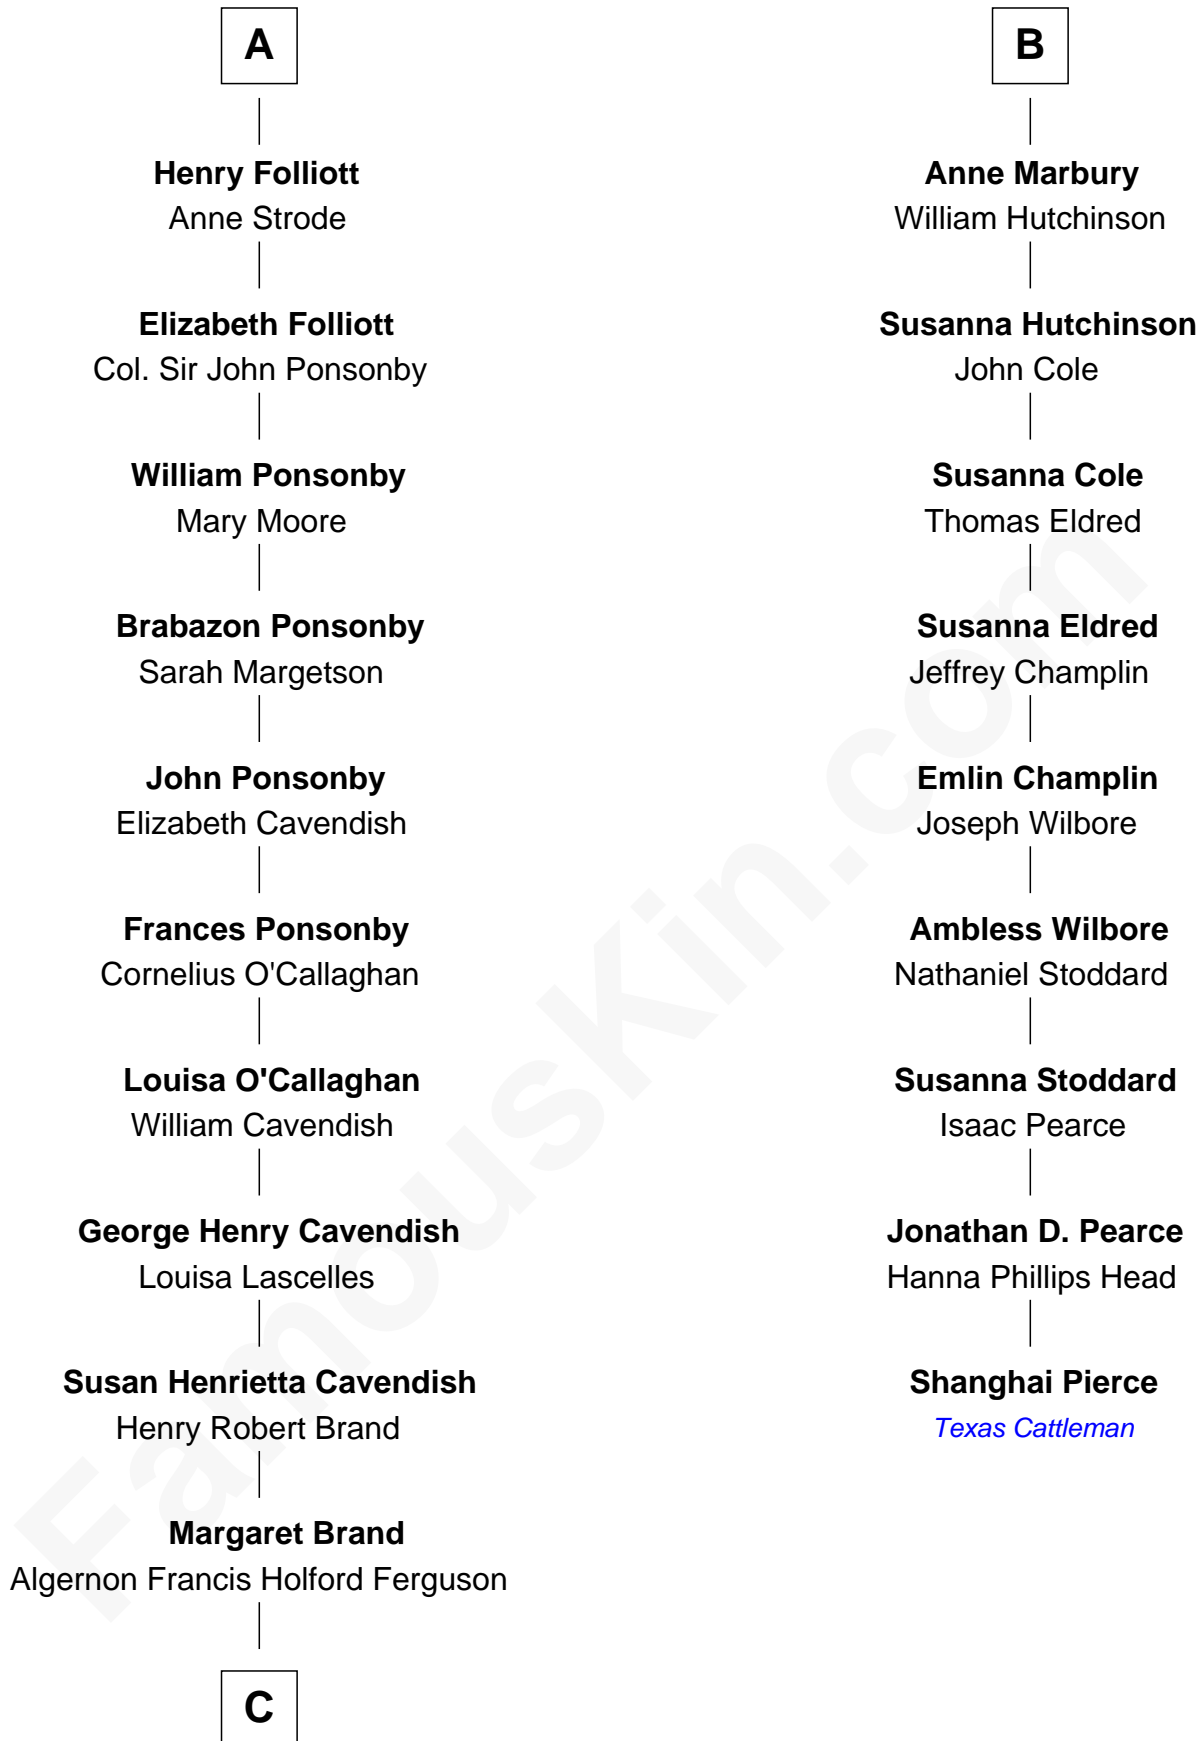 A
Henry Folliott
Anne Strode
Elizabeth Folliott
Col. Sir John Ponsonby
William Ponsonby
Mary Moore
Brabazon Ponsonby
Sarah Margetson
John Ponsonby
Elizabeth Cavendish
Frances Ponsonby
Cornelius O'Callaghan
Louisa O'Callaghan
William Cavendish
George Henry Cavendish
Louisa Lascelles
Susan Henrietta Cavendish
Henry Robert Brand
Margaret Brand
Algernon Francis Holford Ferguson
C
B
Anne Marbury
William Hutchinson
Susanna Hutchinson
John Cole
Susanna Cole
Thomas Eldred
Susanna Eldred
Jeffrey Champlin
Emlin Champlin
Joseph Wilbore
Ambless Wilbore
Nathaniel Stoddard
Susanna Stoddard
Isaac Pearce
Jonathan D. Pearce
Hanna Phillips Head
Shanghai Pierce
Texas Cattleman
FamousKin.com